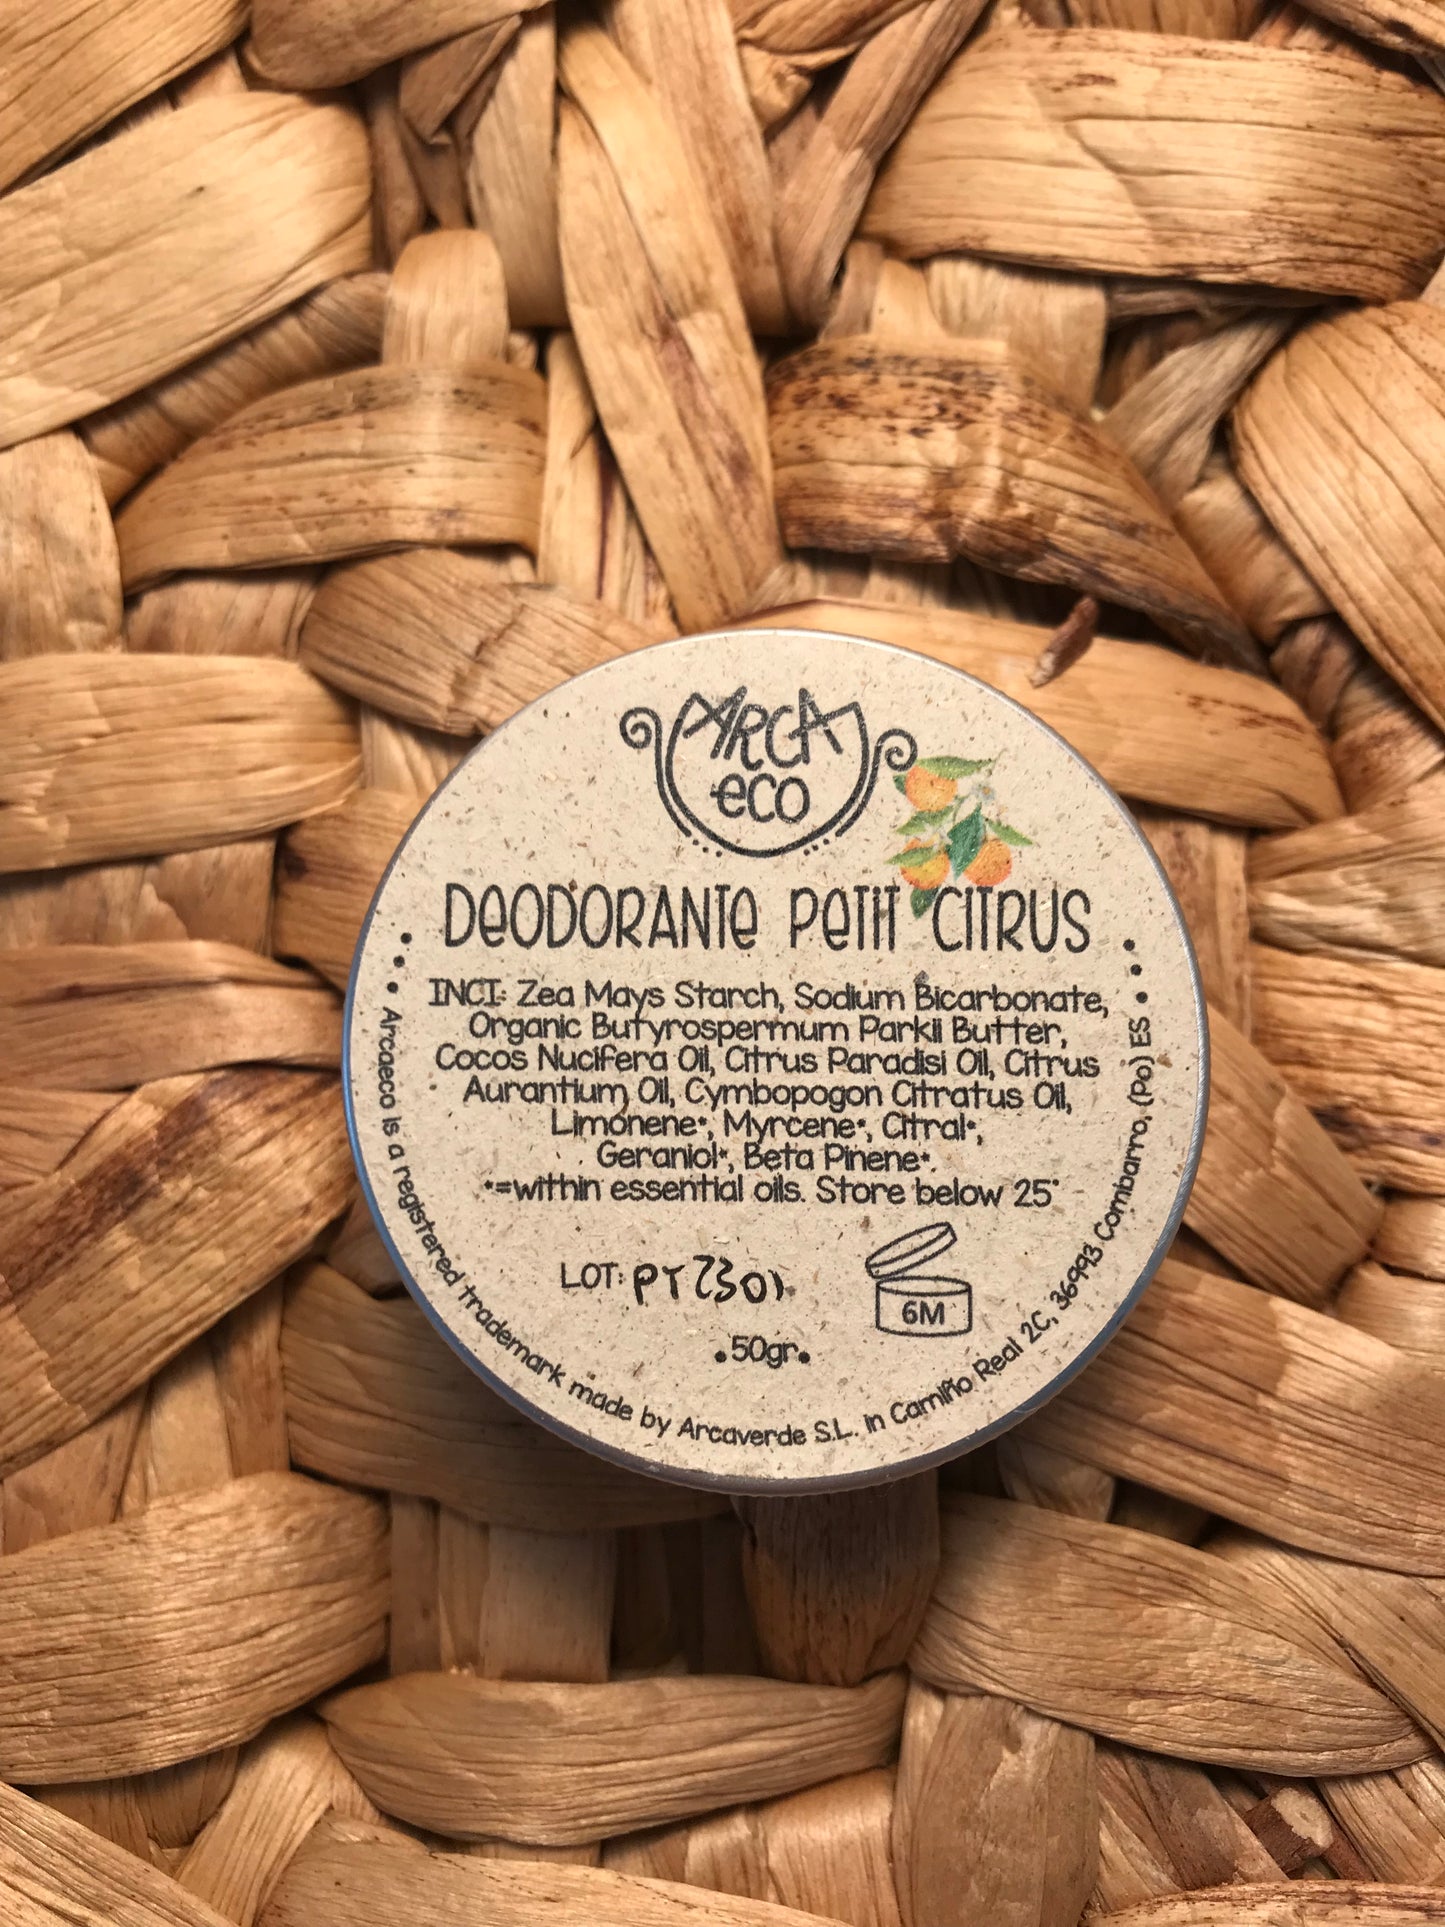 ARCA
eco
DEODORANTE PETIT CITRUS
INCI: Zea Mays Starch, Sodium Bicarbonate,
Organic Butyrospermum Parkii Butter,
Cocos Nucifera Oil, Citrus Paradisi Oil, Citrus
Aurantium Oil, Cymbopogon Citratus Oil,
Limonene*, Myrcene*, Citral*,
Geraniol*, Beta Pinene*.
*=within essential oils. Store below 25°
LOT: PT2301
6M
•50gr•
Arcaeco is a registered trademark made by Arcaverde S.L. in Camiño Real 2C, 36993 Combarro, (Po) ES